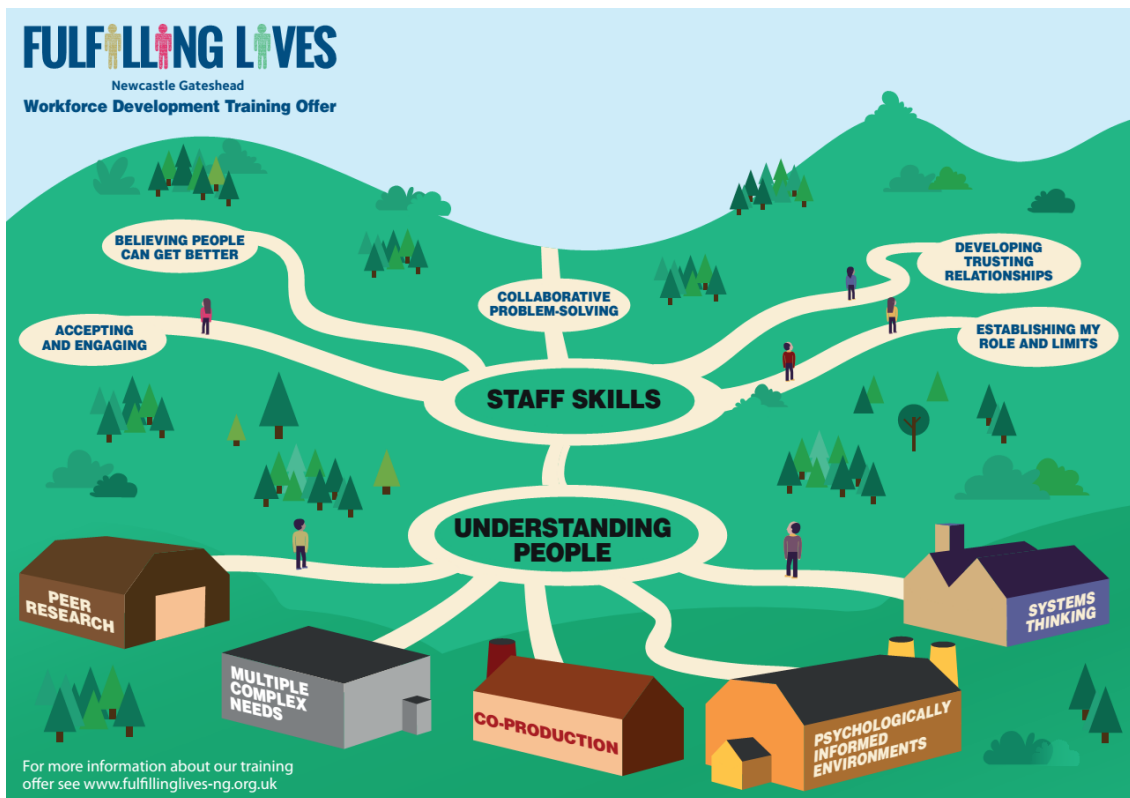 FULFILLING LIVES
Newcastle Gateshead
Workforce Development Training Offer
BELIEVING PEOPLE
CAN GET BETTER
ACCEPTING
AND ENGAGING
COLLABORATIVE
PROBLEM-SOLVING
DEVELOPING
TRUSTING
RELATIONSHIPS
ESTABLISHING MY
ROLE AND LIMITS
STAFF SKILLS
UNDERSTANDING
PEOPLE
PEER
RESEARCH
MULTIPLE
COMPLEX
NEEDS
CO-PRODUCTION
PSYCHOLOGICALLY
INFORMED
ENVIRONMENTS
SYSTEMS
THINKING
For more information about our training
offer see www.fulfillinglives-ng.org.uk